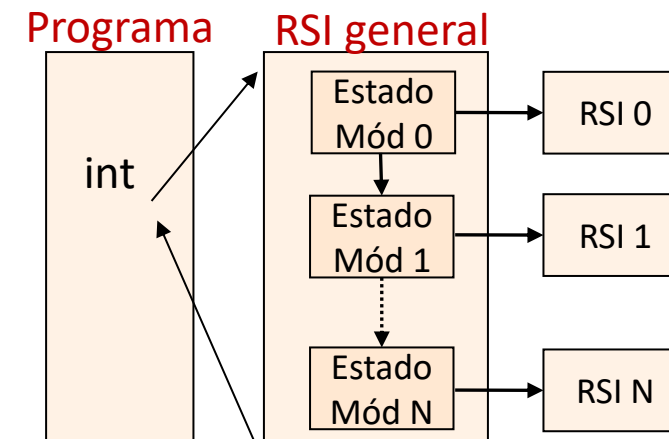 Programa
RSI general
int
Estado
Mód 0
RSI 0
Estado
Mód 1
RSI 1
Estado
Mód N
RSI N